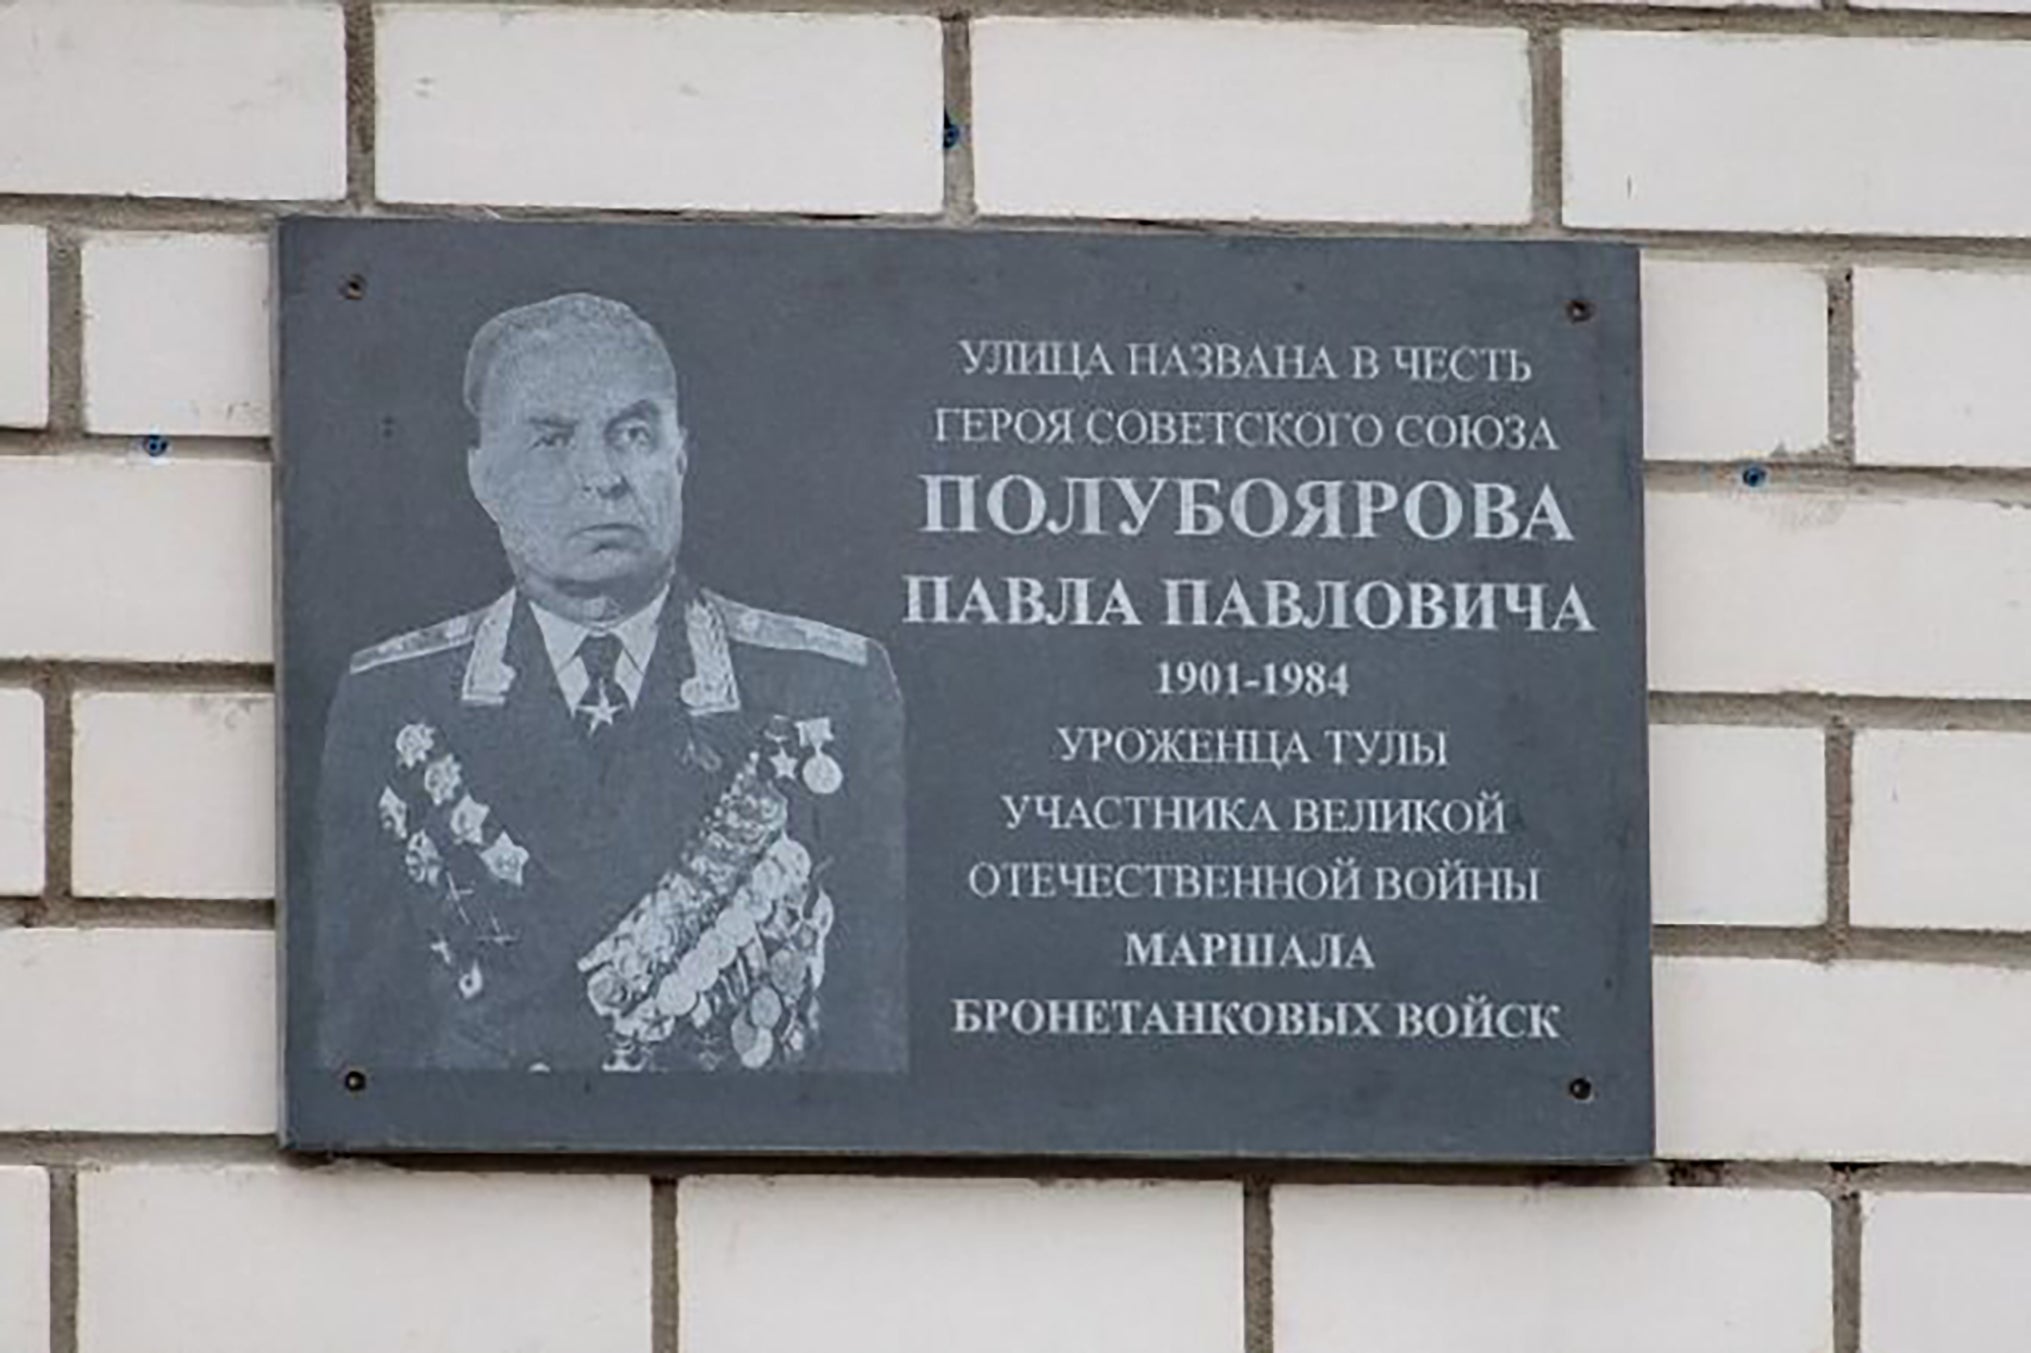 УЛИЦА НАЗВАНА В ЧЕСТЬ
ГЕРОЯ СОВЕТСКОГО СОЮЗА
ПОЛУБОЯРОВА
ПАВЛА ПАВЛОВИЧА
1901-1984
УРОЖЕНЦА ТУЛЫ
УЧАСТНИКА ВЕЛИКОЙ
ОТЕЧЕСТВЕННОЙ ВОЙНЫ
МАРШАЛА
БРОНЕТАНКОВЫХ ВОЙСК